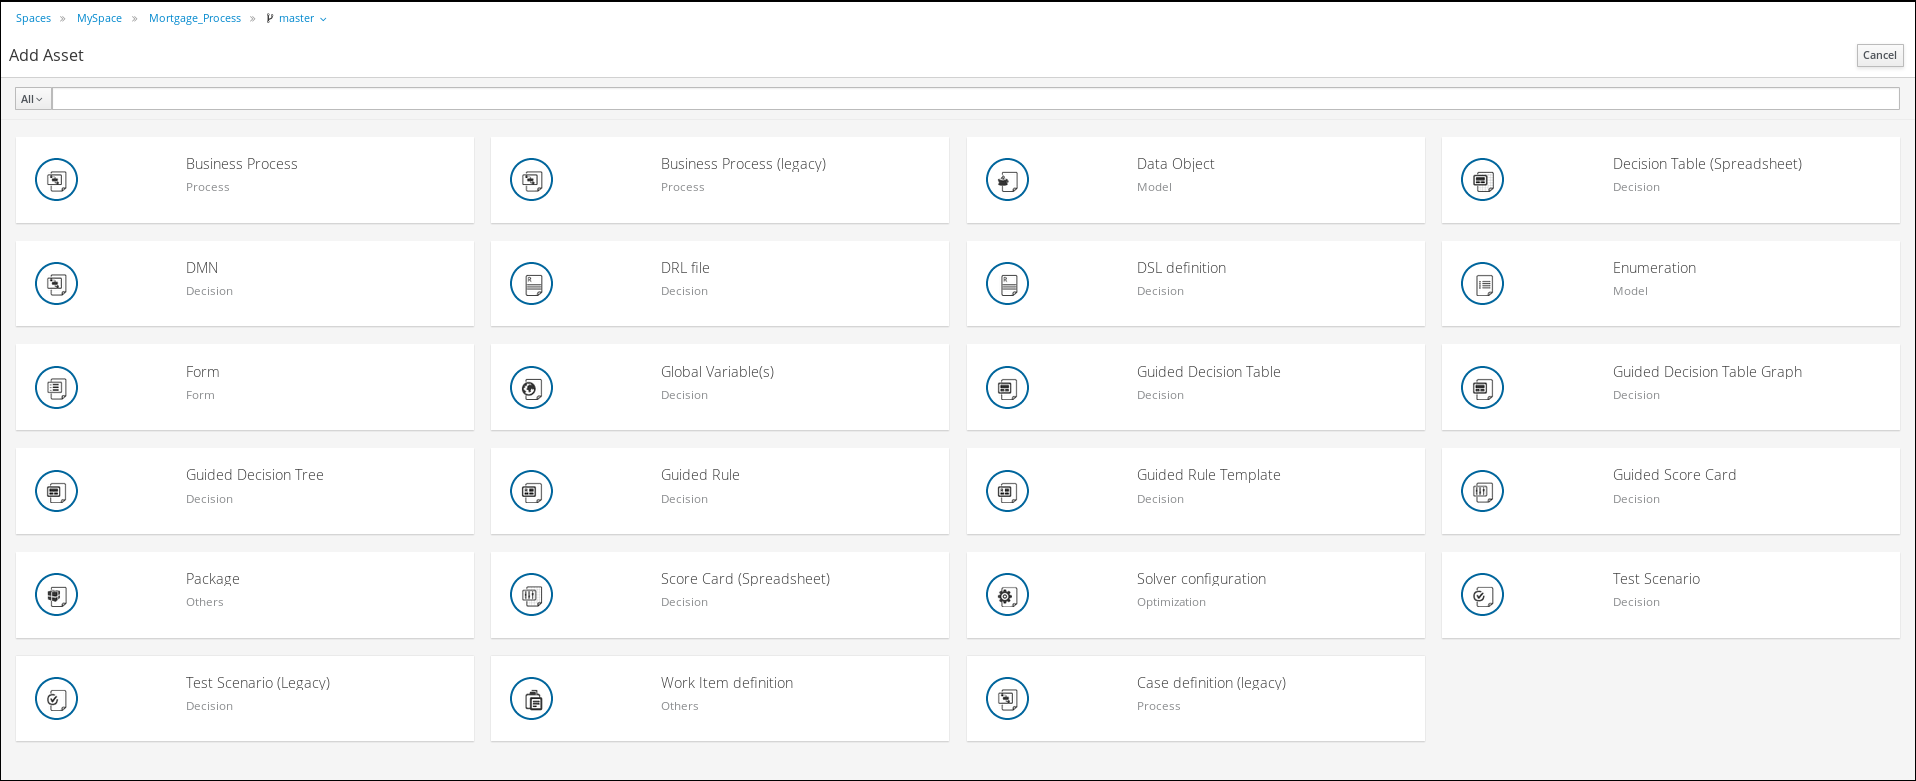 Spaces » MySpace » Mortgage_Process » master
Add Asset
Cancel
All
Business Process
Process
Business Process (legacy)
Process
Data Object
Model
Decision Table (Spreadsheet)
Decision
DMN
Decision
DRL file
Decision
DSL definition
Decision
Enumeration
Model
Form
Form
Global Variable(s)
Decision
Guided Decision Table
Decision
Guided Decision Table Graph
Decision
Guided Decision Tree
Decision
Guided Rule
Decision
Guided Rule Template
Decision
Guided Score Card
Decision
Package
Others
Score Card (Spreadsheet)
Decision
Solver configuration
Optimization
Test Scenario
Decision
Test Scenario (Legacy)
Decision
Work Item definition
Others
Case definition (legacy)
Process